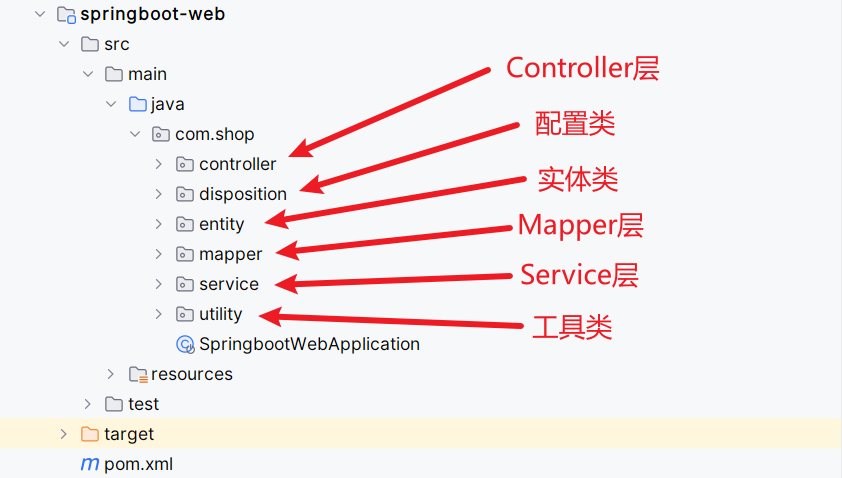 springboot-web
src
main
java
com.shop
controller
disposition
entity
mapper
service
utility
SpringbootWebApplication
resources
test
target
pom.xml
Controller层
配置类
实体类
Mapper层
Service层
工具类